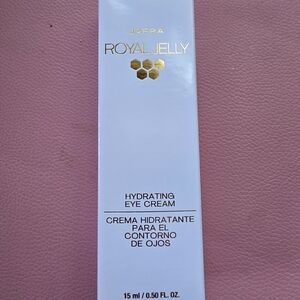 JAFRA
ROYAL JELLY
HYDRATING
EYE CREAM
CREMA HIDRATANTE
PARA EL
CONTORNO
DE OJOS
15 ml / 0.50 FL. OZ.